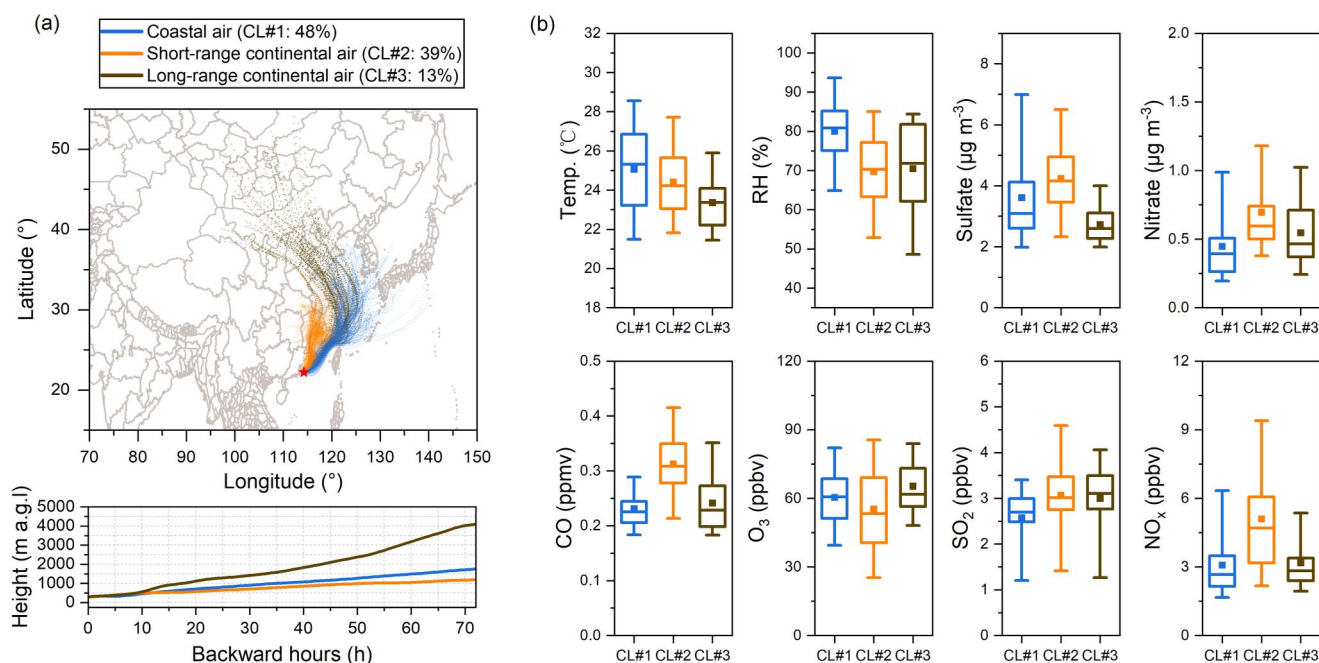 (a)
Coastal air (CL#1: 48%)
Short-range continental air (CL#2: 39%)
Long-range continental air (CL#3: 13%)
Latitude (°)
50
40
30
20
70 80 90 100 110 120 130 140 150
Longitude (°)
Height (m a.g.l)
5000
4000
3000
2000
1000
0
0 10 20 30 40 50 60 70
Backward hours (h)
(b)
Temp. (℃)
32
30
28
26
24
22
20
18
CL#1 CL#2 CL#3
RH (%)
100
90
80
70
60
50
40
CL#1 CL#2 CL#3
Sulfate (µg m-3)
8
6
4
2
0
CL#1 CL#2 CL#3
Nitrate (µg m-3)
2.0
1.5
1.0
0.5
0.0
CL#1 CL#2 CL#3
CO (ppmv)
0.5
0.4
0.3
0.2
0.1
0.0
CL#1 CL#2 CL#3
O3 (ppbv)
120
90
60
30
0
CL#1 CL#2 CL#3
SO2 (ppbv)
6
5
4
3
2
1
0
CL#1 CL#2 CL#3
NOx (ppbv)
12
9
6
3
0
CL#1 CL#2 CL#3